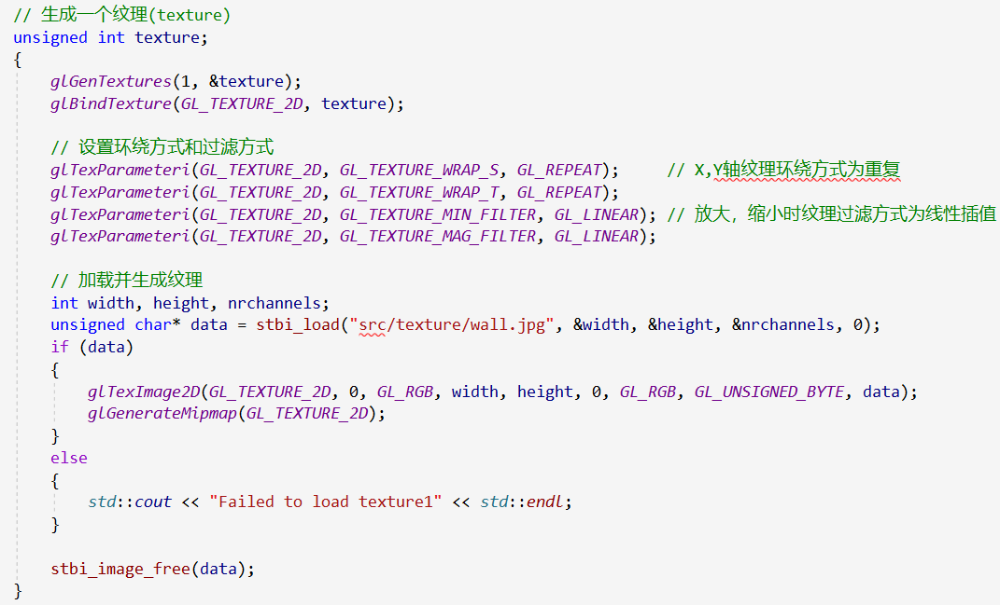 // 生成一个纹理(texture)
unsigned int texture;
{
    glGenTextures(1, &texture);
    glBindTexture(GL_TEXTURE_2D, texture);

    // 设置环绕方式和过滤方式
    glTexParameteri(GL_TEXTURE_2D, GL_TEXTURE_WRAP_S, GL_REPEAT);     // X,Y轴纹理环绕方式为重复
    glTexParameteri(GL_TEXTURE_2D, GL_TEXTURE_WRAP_T, GL_REPEAT);
    glTexParameteri(GL_TEXTURE_2D, GL_TEXTURE_MIN_FILTER, GL_LINEAR); // 放大，缩小时纹理过滤方式为线性插值
    glTexParameteri(GL_TEXTURE_2D, GL_TEXTURE_MAG_FILTER, GL_LINEAR);

    // 加载并生成纹理
    int width, height, nrchannels;
    unsigned char* data = stbi_load("src/texture/wall.jpg", &width, &height, &nrchannels, 0);
    if (data)
    {
        glTexImage2D(GL_TEXTURE_2D, 0, GL_RGB, width, height, 0, GL_RGB, GL_UNSIGNED_BYTE, data);
        glGenerateMipmap(GL_TEXTURE_2D);
    }
    else
    {
        std::cout << "Failed to load texture1" << std::endl;
    }

    stbi_image_free(data);
}